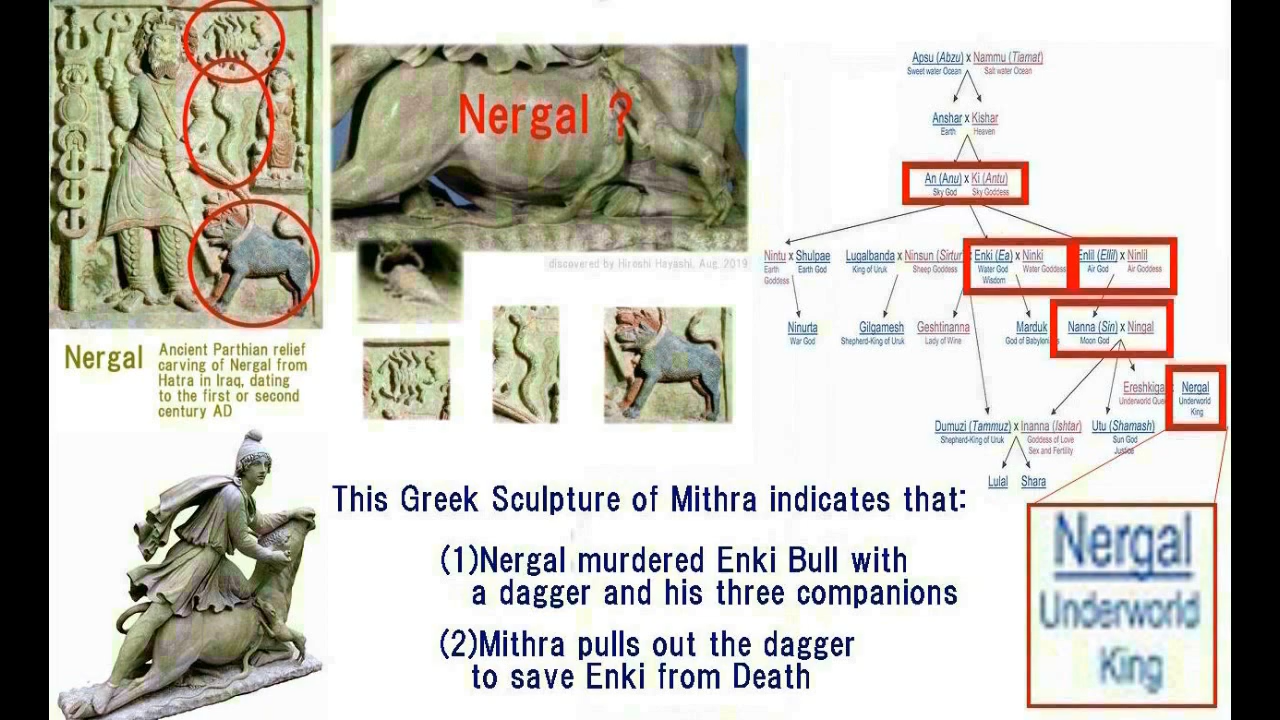 Nergal ?
discovered by Hiroshi Hayashi, Aug. 2019
Nergal
Ancient Parthian relief
carving of Nergal from
Hatra in Iraq, dating
to the first or second
century AD
Apsu (Abzu) x Nammu (Tiamat)
Sweet water Ocean Salt water Ocean
Anshar x Kishar
Earth Heaven
An (Anu) x Ki (Antu)
Sky God Sky Goddess
Nintu x Shulpae Lugalbanda x Ninsun (Sirtur Enki (Ea) x Ninki Enlil (Ellil) x Ninlil
Earth Goddess Earth God King of Uruk Sheep Goddess Water God Wisdom Water Goddess Air God Air Goddess
Ninurta Gilgamesh Geshtinanna Marduk Nanna (Sin) x Ningal
War God Shepherd-King of Uruk Lady of Wine God of Babylonia Moon God
Ereshkiga Nergal
Underworld Que Underworld King
Dumuzi (Tammuz) x Inanna (Ishtar) Utu (Shamash)
Shepherd-King of Uruk Goddess of Love Sex and Fertility Sun God Justice
Lulal Shara
This Greek Sculpture of Mithra indicates that:
(1)Nergal murdered Enki Bull with
a dagger and his three companions
(2)Mithra pulls out the dagger
to save Enki from Death
Nergal
Underworld
King